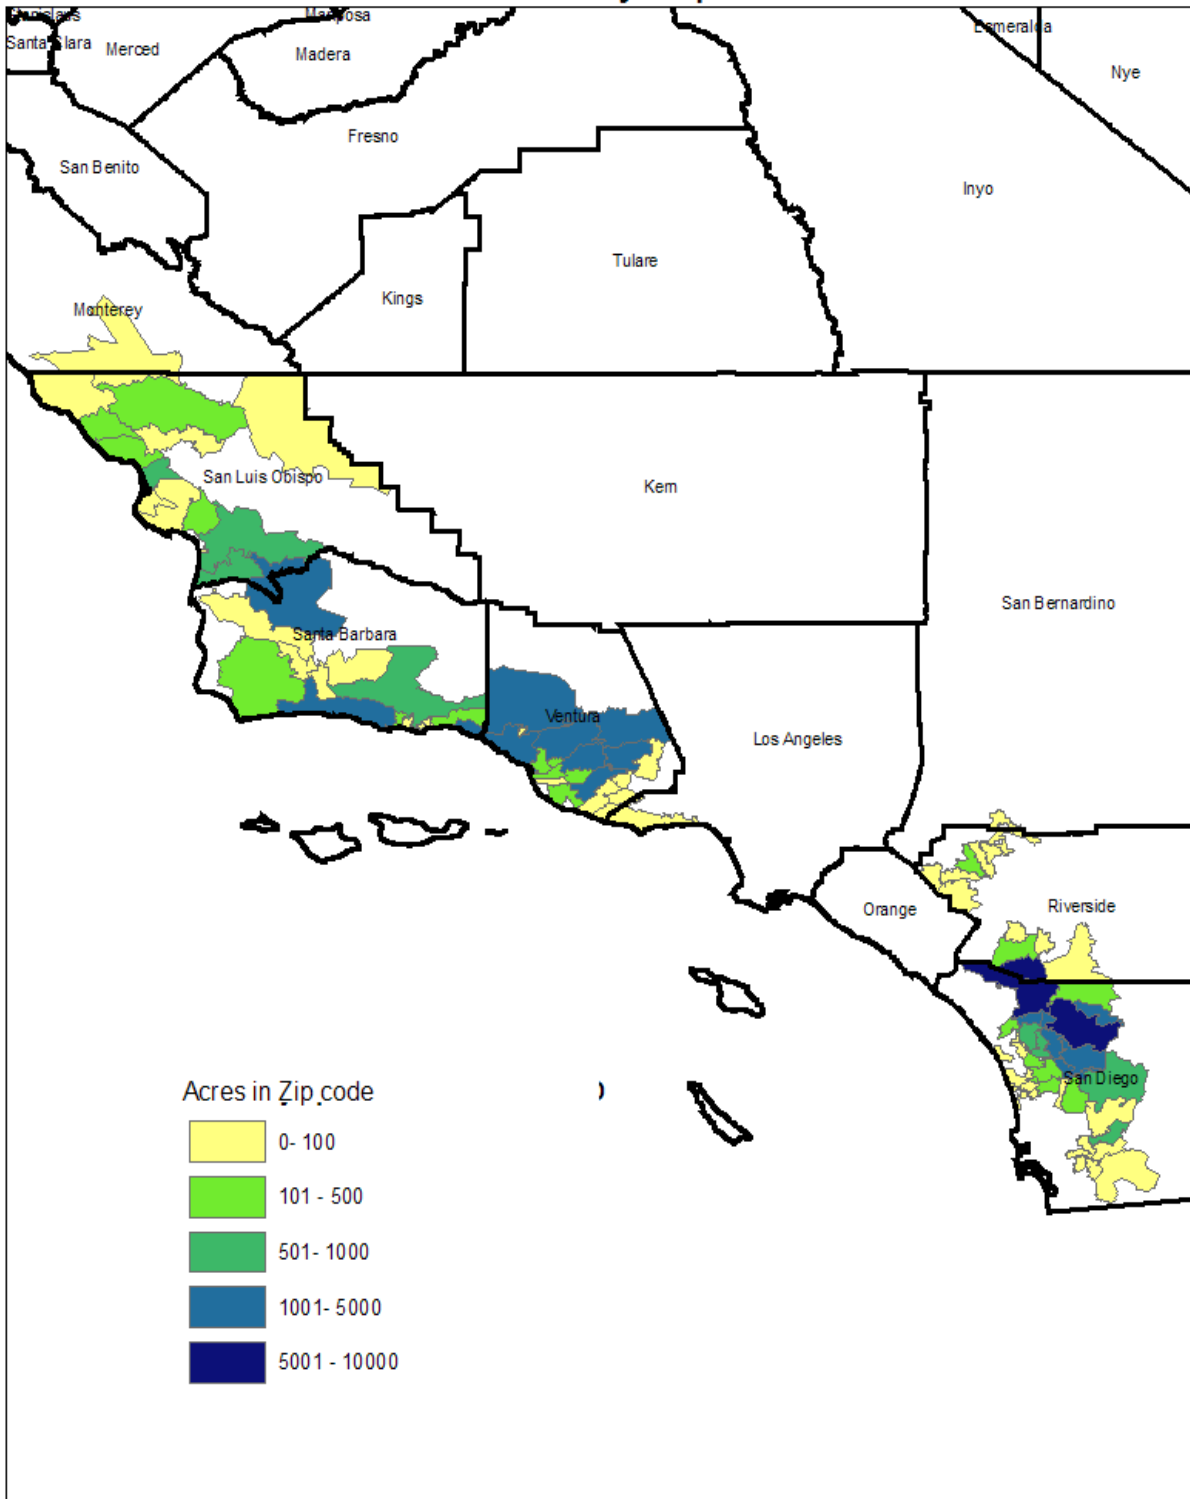 Stanislaus
Mariposa
Esmeralda
Santa Clara
Merced
Madera
Nye
Fresno
San Benito
Inyo
Tulare
Kings
Monterey
San Luis Obispo
Kern
San Bernardino
Santa Barbara
Ventura
Los Angeles
Orange
Riverside
San Diego
Acres in Zip code
0- 100
101 - 500
501- 1000
1001- 5000
5001 - 10000